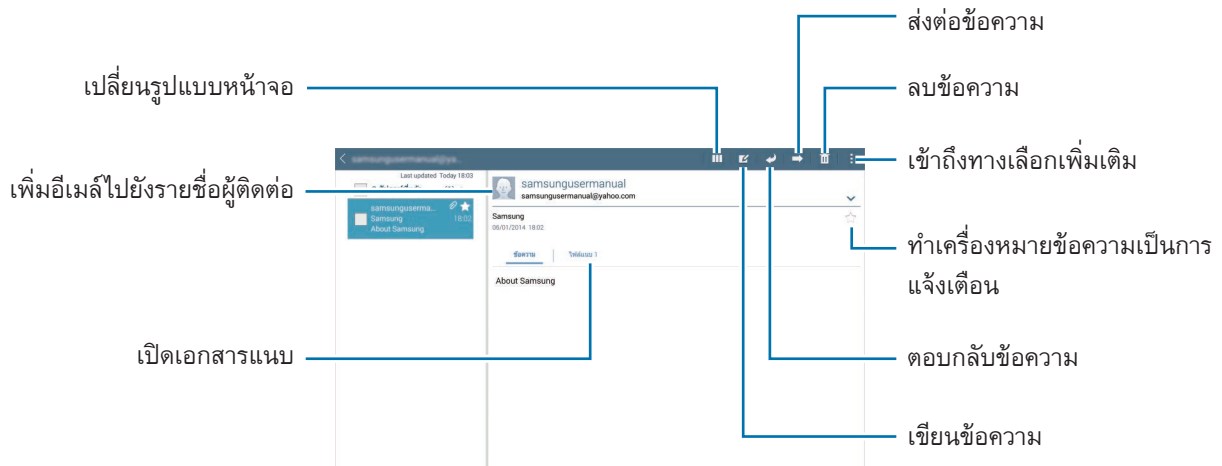 ส่งต่อข้อความ
เปลี่ยนรูปแบบหน้าจอ
ลบข้อความ
เข้าถึงทางเลือกเพิ่มเติม
Last updated Today 18:03
เพิ่มอีเมล์ไปยังรายชื่อผู้ติดต่อ
samsungusermanual
samsungusermanual@yahoo.com
samsunguserma...
Samsung 18:02
About Samsung
Samsung
06/01/2014 18:02
ทำเครื่องหมายข้อความเป็นการ
แจ้งเตือน
ข้อความ
ไฟล์แนบ 1
About Samsung
เปิดเอกสารแนบ
ตอบกลับข้อความ
เขียนข้อความ